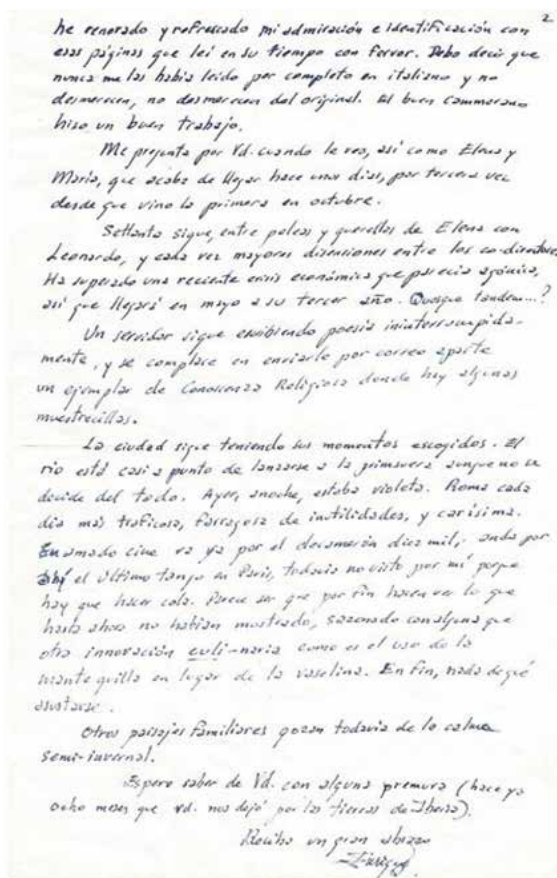 2
he renovado y refrescado mi admiración e identificación con
esas páginas que leí en su tiempo con fervor. Debo decir que
nunca me las había leído por completo en italiano y no
desmerecen, no desmerecen del original. El buen Cammarano
hizo un buen trabajo.
Me pregunta por Vd. cuando le veo, así como Elena y
María, que acaba de llegar hace unos días, por tercera vez
desde que vino la primera en octubre.
Settanta sigue, entre peleas y querellas de Elena con
Leonardo, y cada vez mayores disensiones entre los co-directores.
Ha superado una reciente crisis económica que parecía agónica,
así que llegará en mayo a su tercer año. Quosque tandem...?
Un servidor sigue escribiendo poesía ininterrumpida-
mente, y se complace en enviarle por correo aparte
un ejemplar de Conoscenza Religiosa donde hay algunas
muestrecillas.
La ciudad sigue teniendo sus momentos escogidos. El
río está casi a punto de lanzarse a la primavera aunque no se
decide del todo. Ayer, anoche, estaba violeta. Roma cada
día más traficosa, farragosa de inutilidades, y carísima.
amado cine va ya por el decamerón diez mil; anda por
ahí el último tango en París, todavía no visto por mí porque
hay que hacer cola. Parece ser que por fin hacen ver lo que
hasta ahora no habían mostrado, sazonado con alguna que
otra innovación culi-naria como es el uso de la
mantequilla en lugar de la vaselina. En fin, nada de qué
asustarse.
Otros paisajes familiares gozan todavía de la calma
semi-invernal.
Espero saber de Vd. con alguna premura (hace ya
ocho meses que vd. nos dejó por las tierras de Iberia).
Reciba un gran abrazo
Enrique